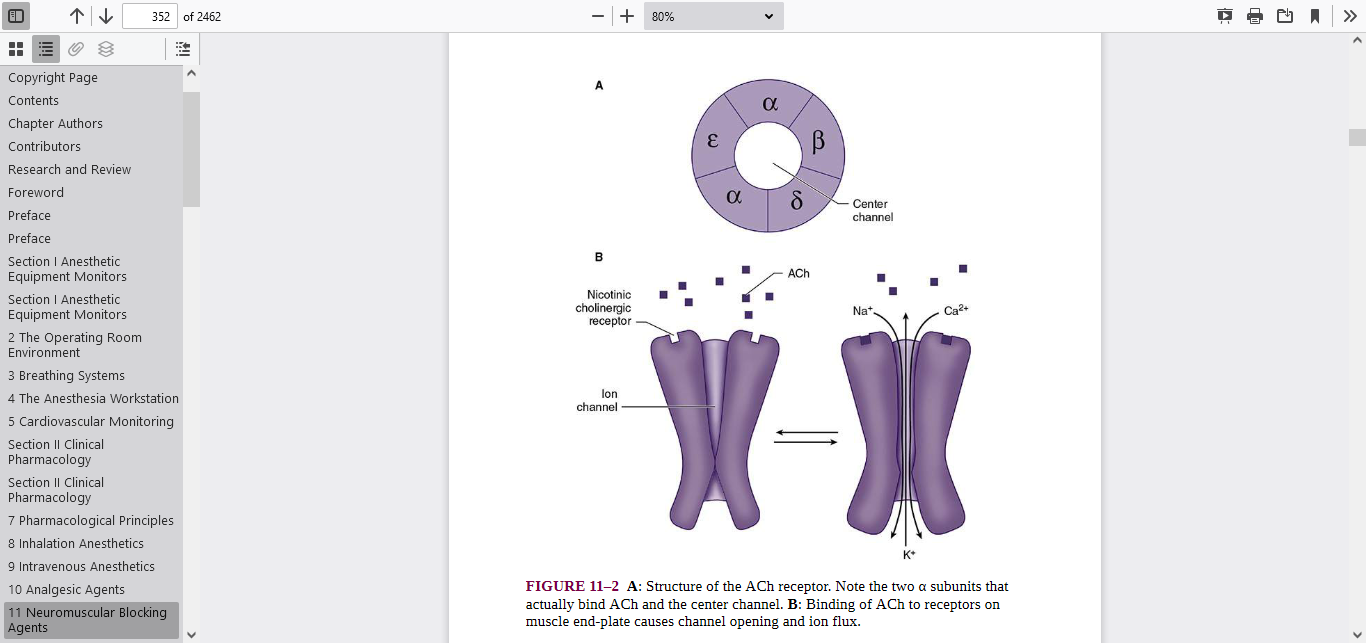 352 of 2462
80%
Copyright Page
Contents
Chapter Authors
Contributors
Research and Review
Foreword
Preface
Preface
Section I Anesthetic
Equipment Monitors
Section I Anesthetic
Equipment Monitors
2 The Operating Room
Environment
3 Breathing Systems
4 The Anesthesia Workstation
5 Cardiovascular Monitoring
Section II Clinical
Pharmacology
Section II Clinical
Pharmacology
7 Pharmacological Principles
8 Inhalation Anesthetics
9 Intravenous Anesthetics
10 Analgesic Agents
11 Neuromuscular Blocking
Agents
A
α
ε
β
α
δ
Center
channel
B
ACh
Nicotinic
cholinergic
receptor
Na⁺
Ca²⁺
Ion
channel
K⁺
FIGURE 11–2 A: Structure of the ACh receptor. Note the two α subunits that
actually bind ACh and the center channel. B: Binding of ACh to receptors on
muscle end-plate causes channel opening and ion flux.